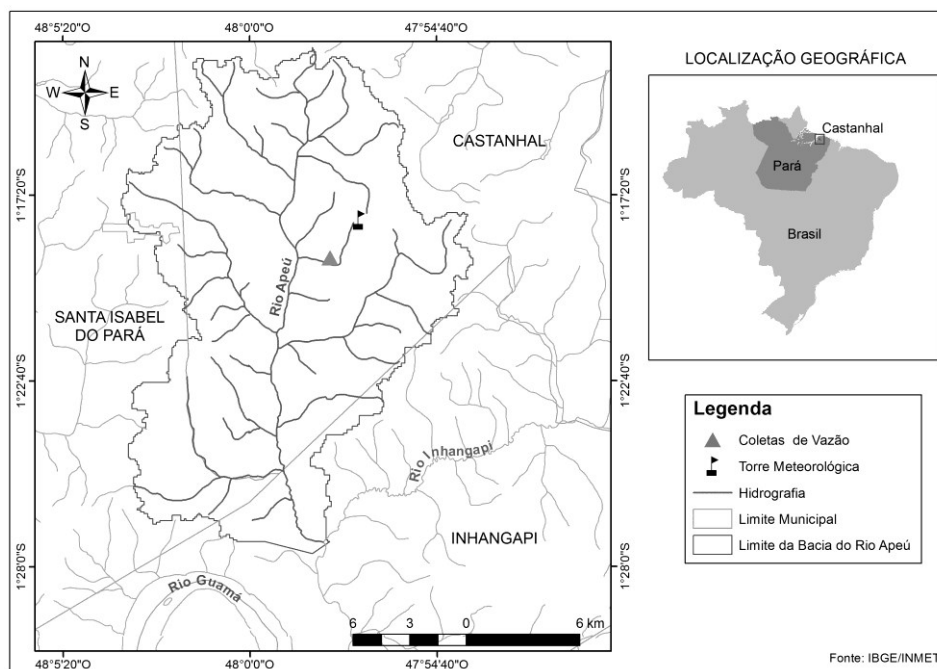 48°5'20"O
48°0'0"O
47°54'40"O
N
W
E
S
CASTANHAL
1°17'20"S
1°17'20"S
Rio Apeú
SANTA ISABEL
DO PARÁ
1°22'40"S
1°22'40"S
Rio Inhangapi
INHANGAPI
1°28'0"S
1°28'0"S
Rio Guamá
6
3
0
6 km
48°5'20"O
48°0'0"O
47°54'40"O
LOCALIZAÇÃO GEOGRÁFICA
Castanhal
Pará
Brasil
Legenda
Coletas de Vazão
Torre Meteorológica
Hidrografia
Limite Municipal
Limite da Bacia do Rio Apeú
Fonte: IBGE/INMET